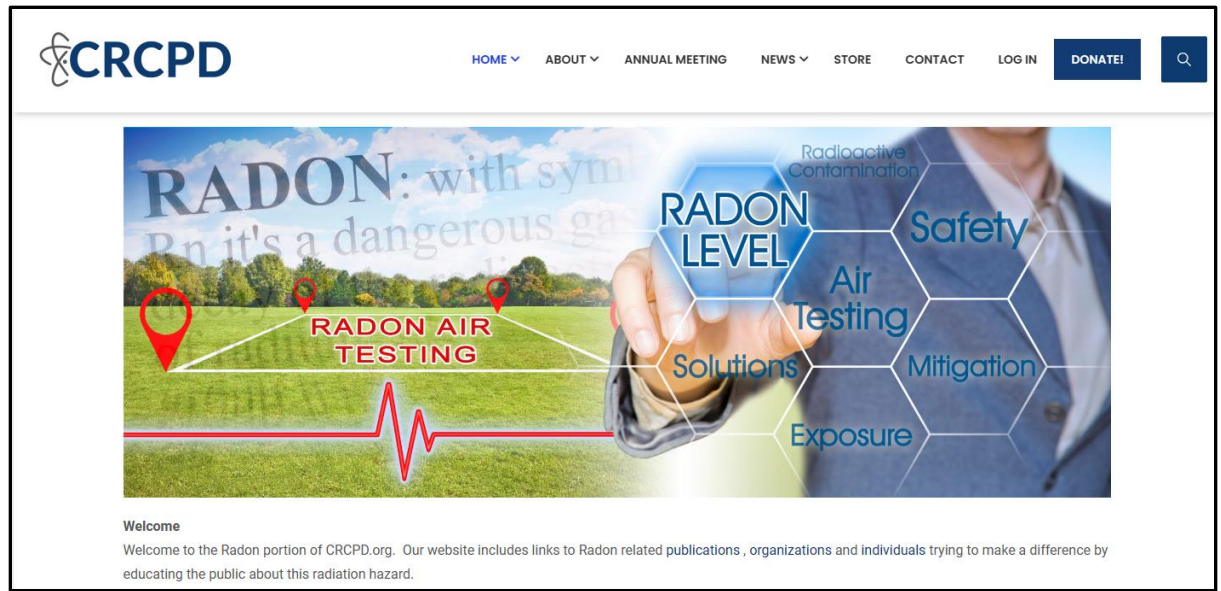 CRCPD
HOME ABOUT ANNUAL MEETING NEWS STORE CONTACT LOG IN DONATE!
RADON: with sym
Rn it's a dangerous gas
RADON AIR
TESTING
Radioactive
Contamination
RADON
LEVEL
Safety
Air
Testing
Solutions
Mitigation
Exposure
Welcome
Welcome to the Radon portion of CRCPD.org. Our website includes links to Radon related publications , organizations and individuals trying to make a difference by
educating the public about this radiation hazard.